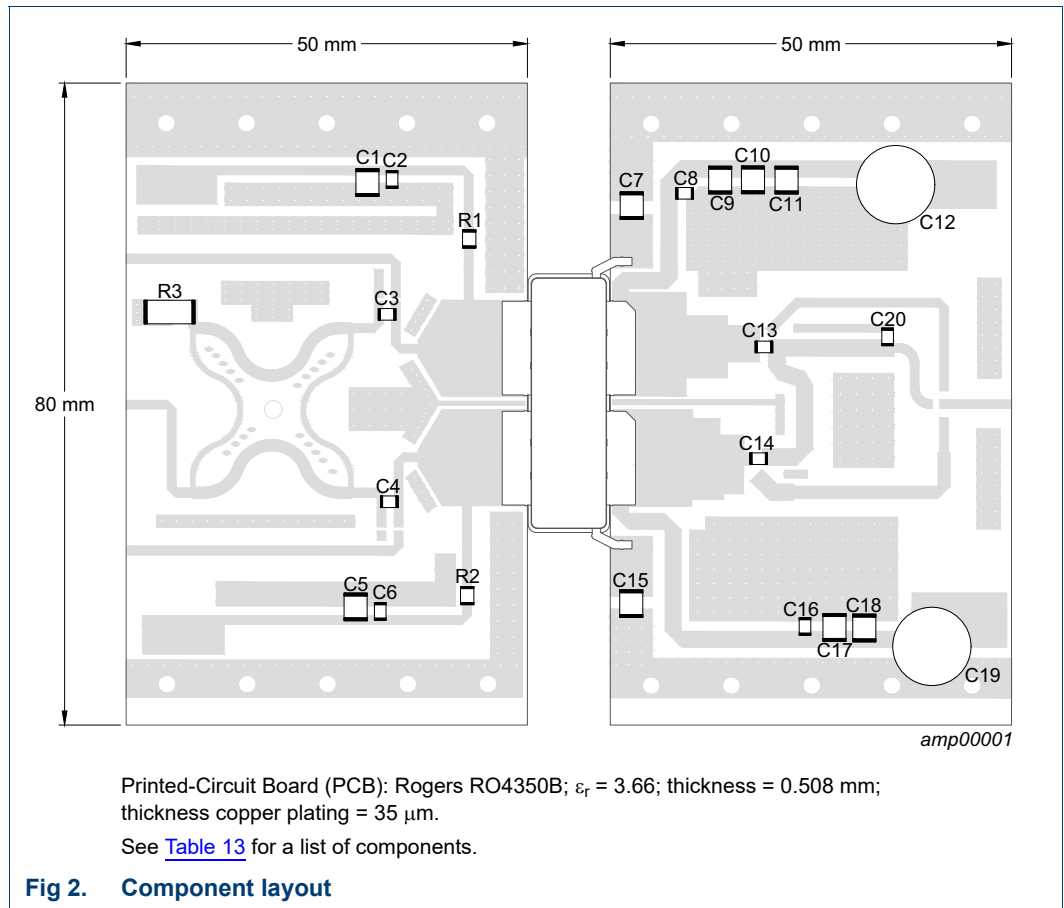 50 mm
50 mm
80 mm
C1
C2
R1
R3
C3
C4
C5
C6
R2
C7
C8
C9
C10
C11
C12
C13
C20
C14
C15
C16
C17
C18
C19
amp00001
Printed-Circuit Board (PCB): Rogers RO4350B; εr = 3.66; thickness = 0.508 mm;
thickness copper plating = 35 μm.
See Table 13 for a list of components.
Fig 2. Component layout